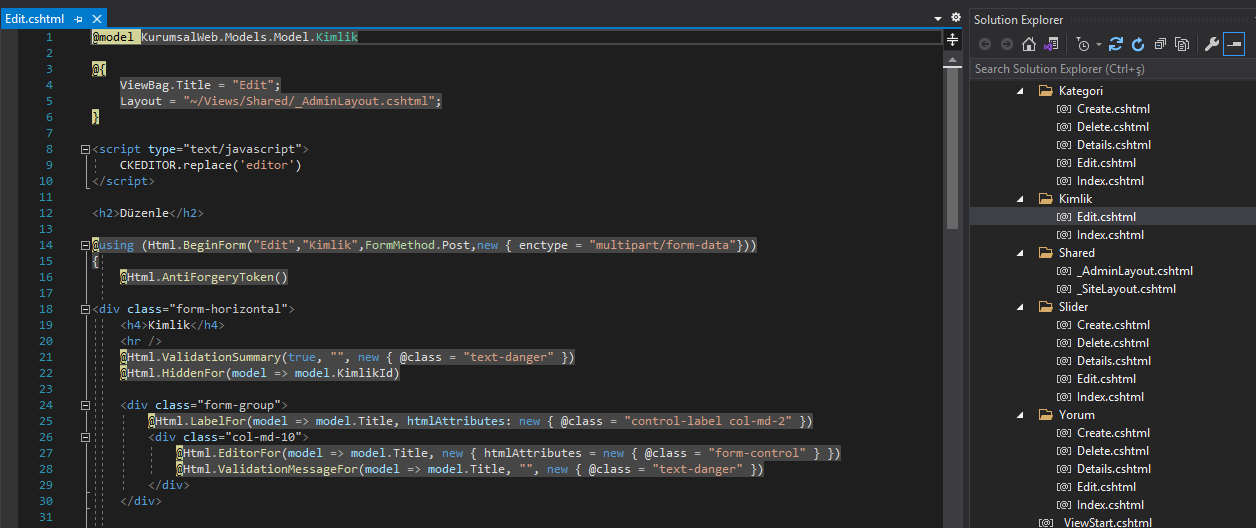 Edit.cshtml
1 @model KurumsalWeb.Models.Model.Kimlik
2
3 @{
4 ViewBag.Title = "Edit";
5 Layout = "~/Views/Shared/_AdminLayout.cshtml";
6 }
7
8 <script type="text/javascript">
9 CKEDITOR.replace('editor')
10 </script>
11
12 <h2>Düzenle</h2>
13
14 @using (Html.BeginForm("Edit","Kimlik",FormMethod.Post,new { enctype = "multipart/form-data"}))
15 {
16 @Html.AntiForgeryToken()
17
18 <div class="form-horizontal">
19 <h4>Kimlik</h4>
20 <hr />
21 @Html.ValidationSummary(true, "", new { @class = "text-danger" })
22 @Html.HiddenFor(model => model.KimlikId)
23
24 <div class="form-group">
25 @Html.LabelFor(model => model.Title, htmlAttributes: new { @class = "control-label col-md-2" })
26 <div class="col-md-10">
27 @Html.EditorFor(model => model.Title, new { htmlAttributes = new { @class = "form-control" } })
28 @Html.ValidationMessageFor(model => model.Title, "", new { @class = "text-danger" })
29 </div>
30 </div>
31
Solution Explorer
Search Solution Explorer (Ctrl+ş)
Kategori
Create.cshtml
Delete.cshtml
Details.cshtml
Edit.cshtml
Index.cshtml
Kimlik
Edit.cshtml
Index.cshtml
Shared
_AdminLayout.cshtml
_SiteLayout.cshtml
Slider
Create.cshtml
Delete.cshtml
Details.cshtml
Edit.cshtml
Index.cshtml
Yorum
Create.cshtml
Delete.cshtml
Details.cshtml
Edit.cshtml
Index.cshtml
_ViewStart.cshtml